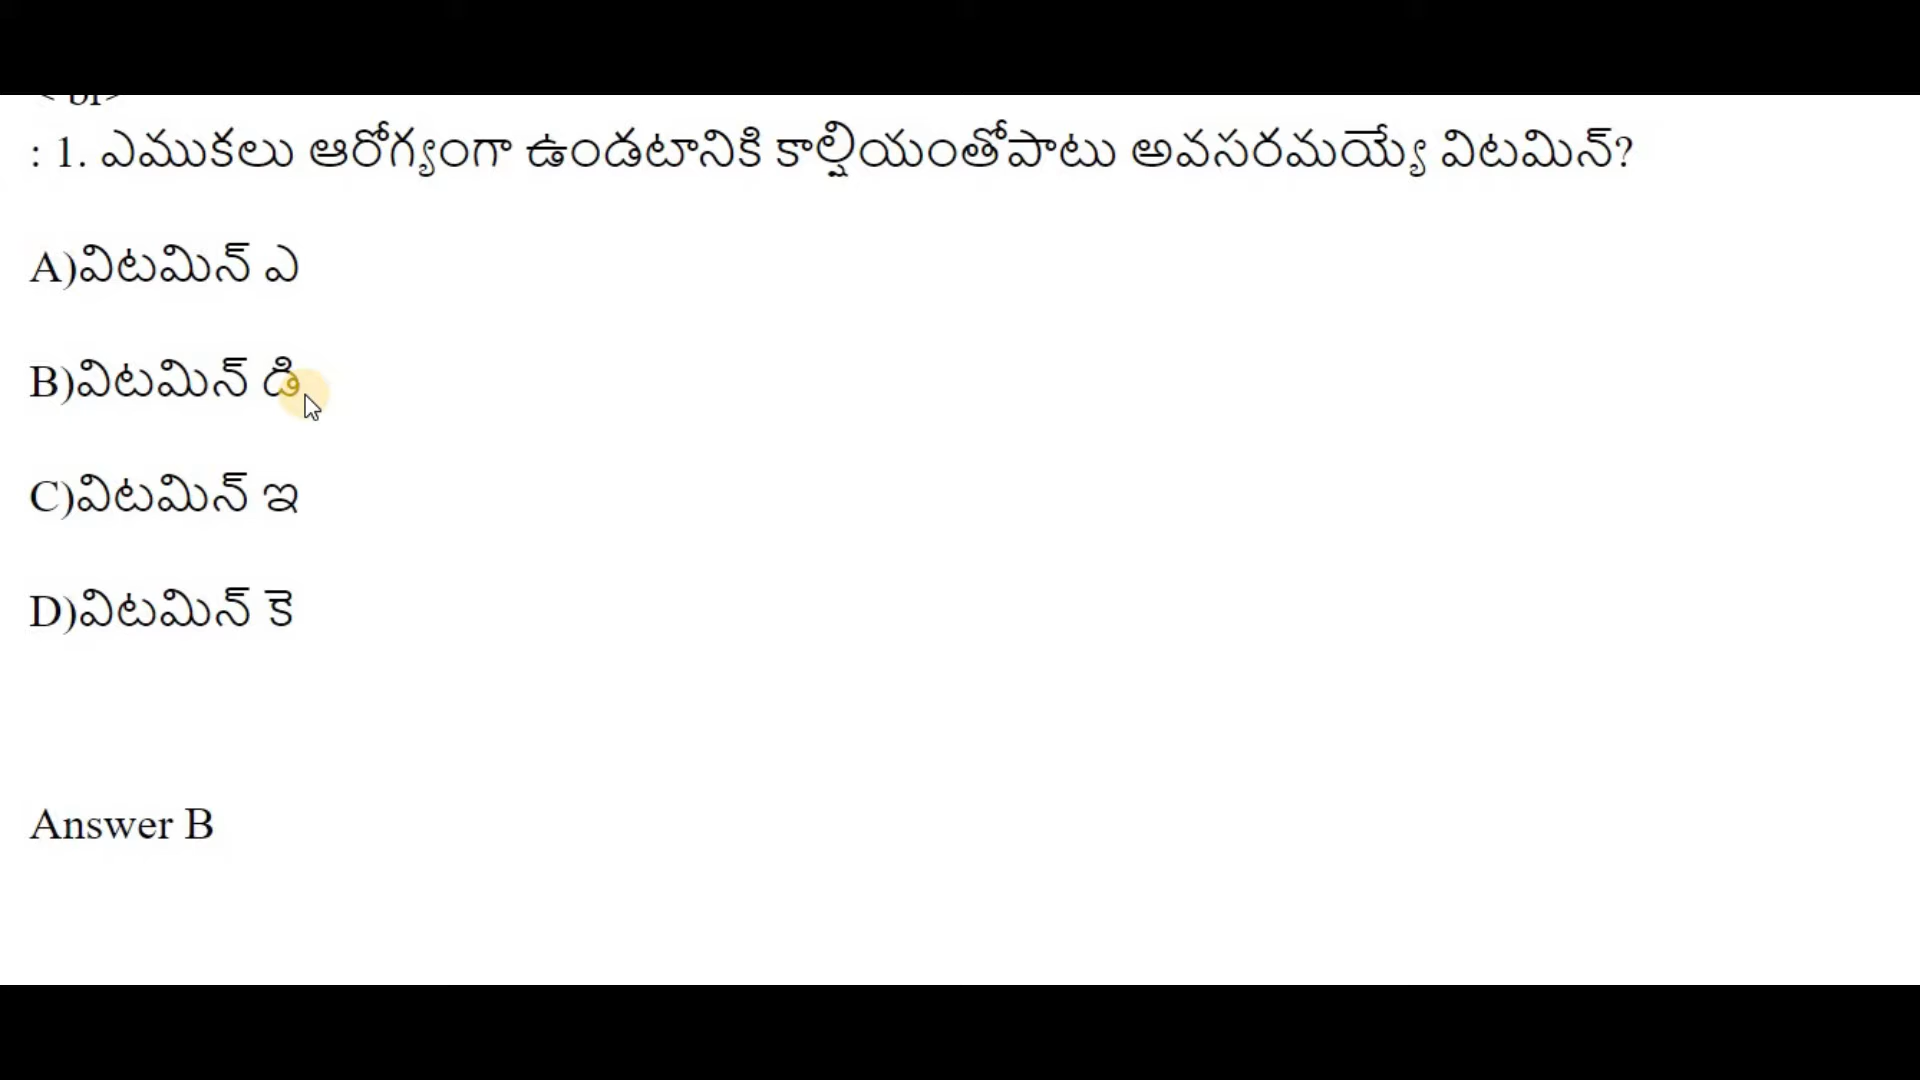 : 1. ఎముకలు ఆరోగ్యంగా ఉండటానికి కాల్షియంతోపాటు అవసరమయ్యే విటమిన్?
A)విటమిన్ ఎ
B)విటమిన్ డి
C)విటమిన్ ఇ
D)విటమిన్ కె
Answer B